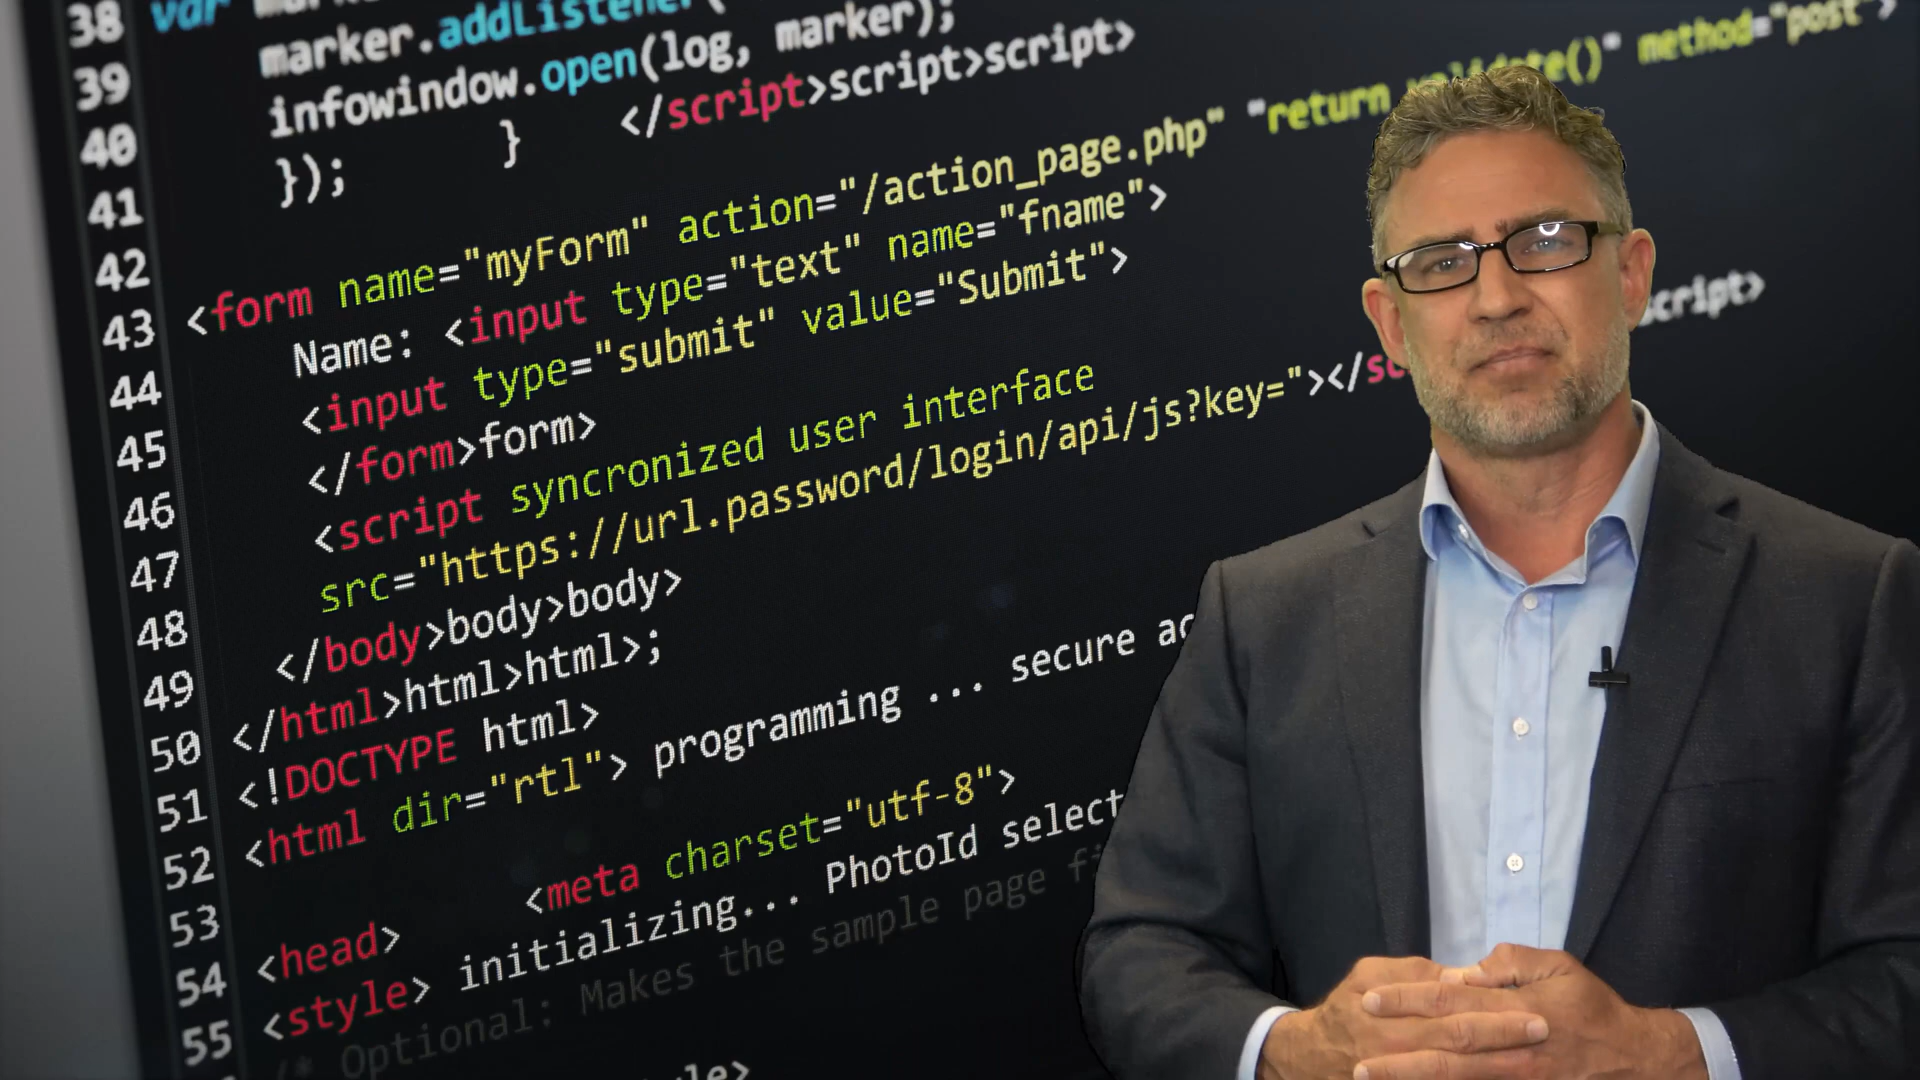 38 var
39 marker.addListener(
40 infowindow.open(log, marker);
41 }); } </script>script>script>
42
43 <form name="myForm" action="/action_page.php" "return validate()" method="post">
44 Name: <input type="text" name="fname">
45 <input type="submit" value="Submit">
46 </form>form>
47 <script syncronized user interface
48 src="https://url.password/login/api/js?key="></sc script>
49 </body>body>body>
50 </html>html>html>;
51 <!DOCTYPE html>
52 <html dir="rtl"> programming ... secure
53 <meta charset="utf-8">
54 <head> initializing... PhotoId select
55 <style>
/* Optional: Makes the sample page